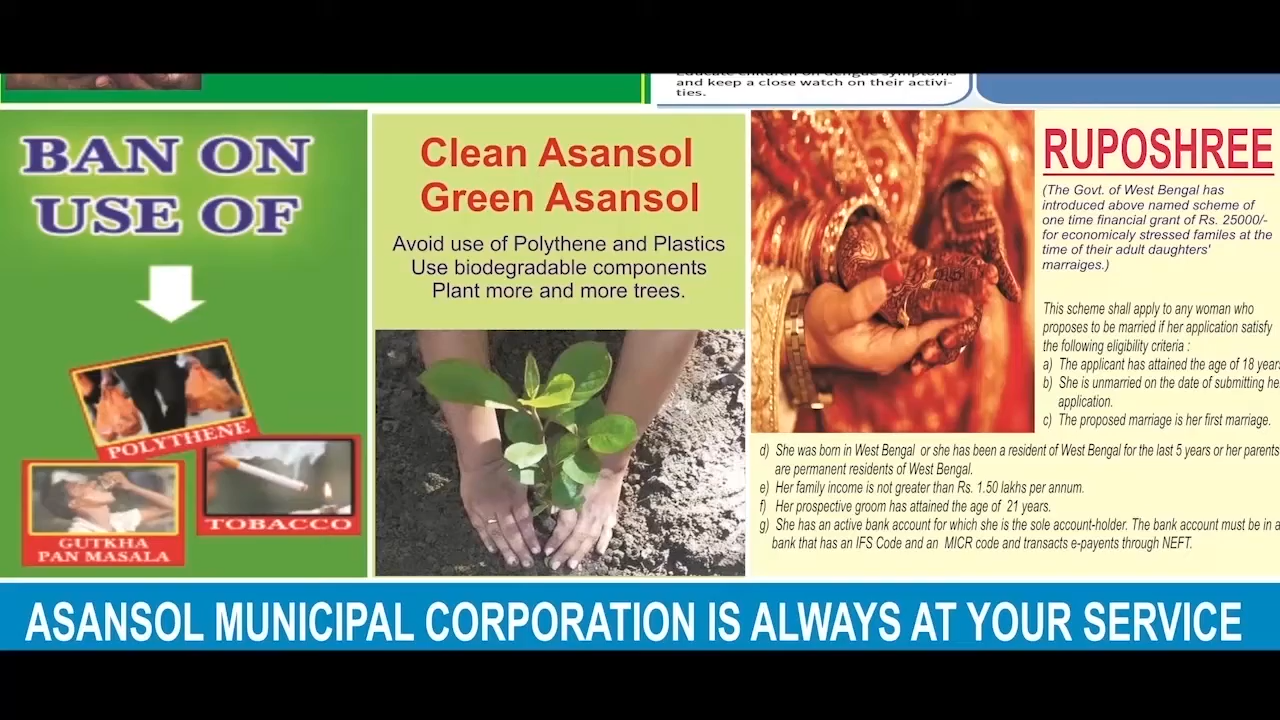 Educate children on dengue symptoms
and keep a close watch on their activi-
ties.
BAN ON
USE OF
POLYTHENE
TOBACCO
GUTKHA
PAN MASALA
Clean Asansol
Green Asansol
Avoid use of Polythene and Plastics
Use biodegradable components
Plant more and more trees.
RUPOSHREE
(The Govt. of West Bengal has
introduced above named scheme of
one time financial grant of Rs. 25000/-
for economicaly stressed familes at the
time of their adult daughters'
marraiges.)
This scheme shall apply to any woman who
proposes to be married if her application satisfy
the following eligibility criteria :
a) The applicant has attained the age of 18 years
b) She is unmarried on the date of submitting he
application.
c) The proposed marriage is her first marriage.
d) She was born in West Bengal or she has been a resident of West Bengal for the last 5 years or her parents
are permanent residents of West Bengal.
e) Her family income is not greater than Rs. 1.50 lakhs per annum.
f) Her prospective groom has attained the age of 21 years.
g) She has an active bank account for which she is the sole account-holder. The bank account must be in a
bank that has an IFS Code and an MICR code and transacts e-payents through NEFT.
ASANSOL MUNICIPAL CORPORATION IS ALWAYS AT YOUR SERVICE